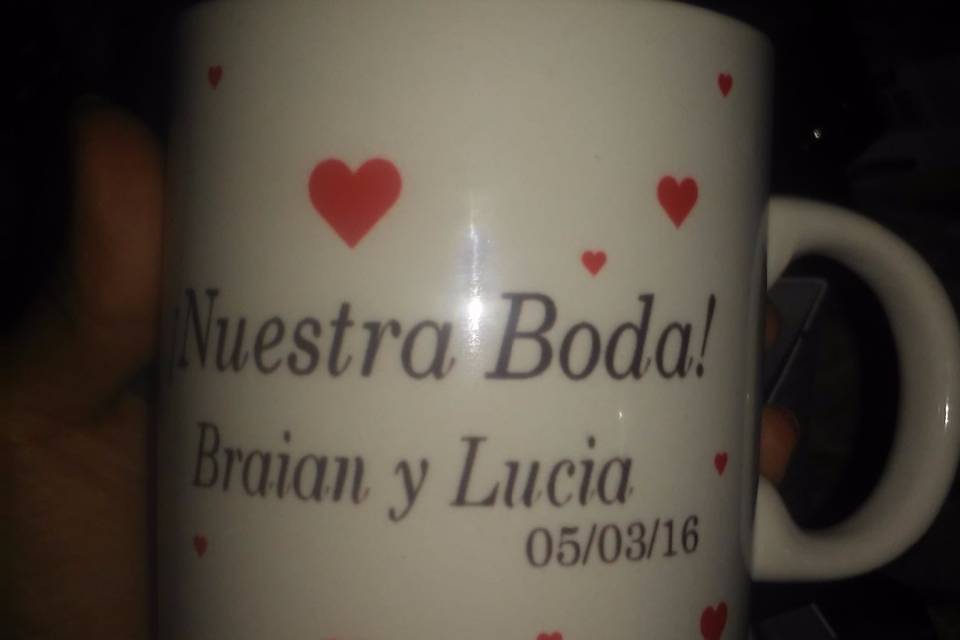 ¡Nuestra Boda!
Braian y Lucia
05/03/16